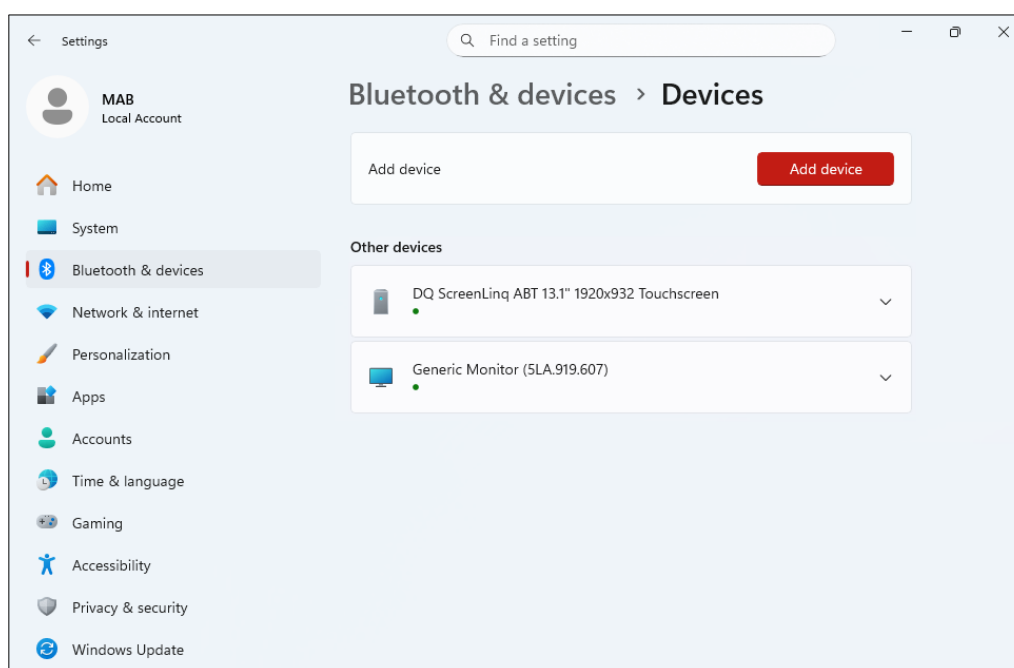 Settings
Find a setting
MAB
Local Account
Home
System
Bluetooth & devices
Network & internet
Personalization
Apps
Accounts
Time & language
Gaming
Accessibility
Privacy & security
Windows Update
Bluetooth & devices › Devices
Add device
Add device
Other devices
DQ ScreenLinq ABT 13.1" 1920x932 Touchscreen
Generic Monitor (5LA.919.607)